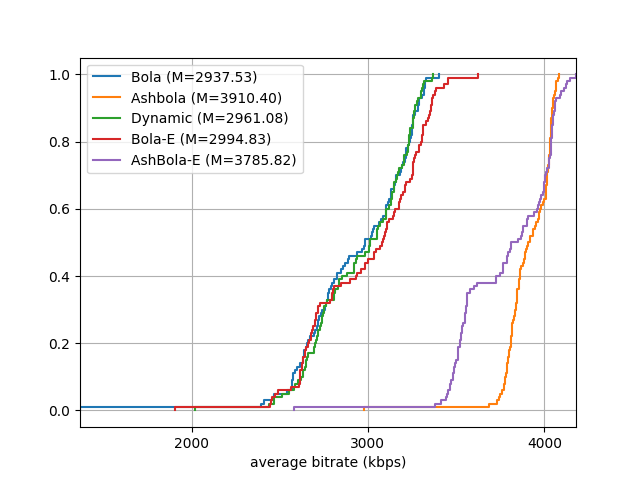 1.0
0.8
0.6
0.4
0.2
0.0
Bola (M=2937.53)
Ashbola (M=3910.40)
Dynamic (M=2961.08)
Bola-E (M=2994.83)
AshBola-E (M=3785.82)
2000 3000 4000
average bitrate (kbps)